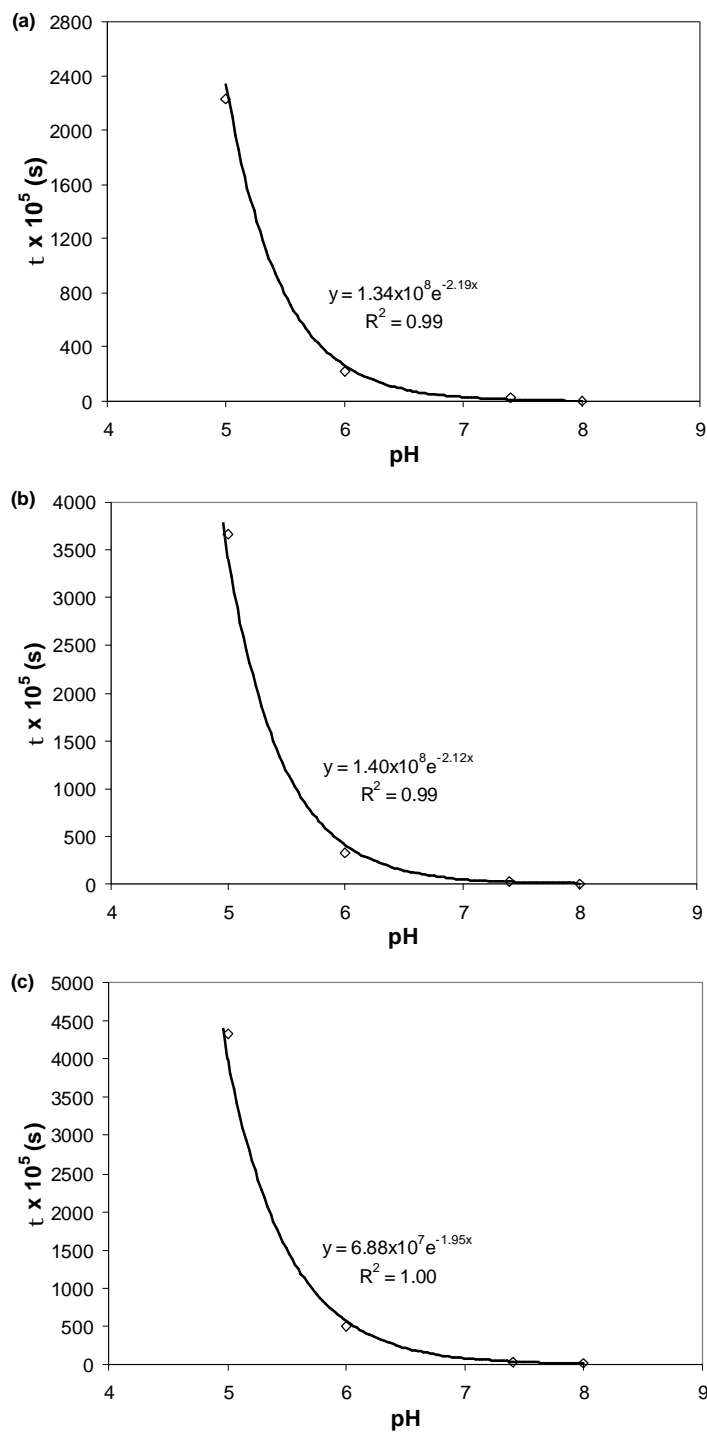 (a)
2800
2400
2000
1600
1200
800
400
0
t x 10^5 (s)
y = 1.34x10^8e^-2.19x
R^2 = 0.99
4 5 6 7 8 9
pH
(b)
4000
3500
3000
2500
2000
1500
1000
500
0
t x 10^5 (s)
y = 1.40x10^8e^-2.12x
R^2 = 0.99
4 5 6 7 8 9
pH
(c)
5000
4500
4000
3500
3000
2500
2000
1500
1000
500
0
t x 10^5 (s)
y = 6.88x10^7e^-1.95x
R^2 = 1.00
4 5 6 7 8 9
pH